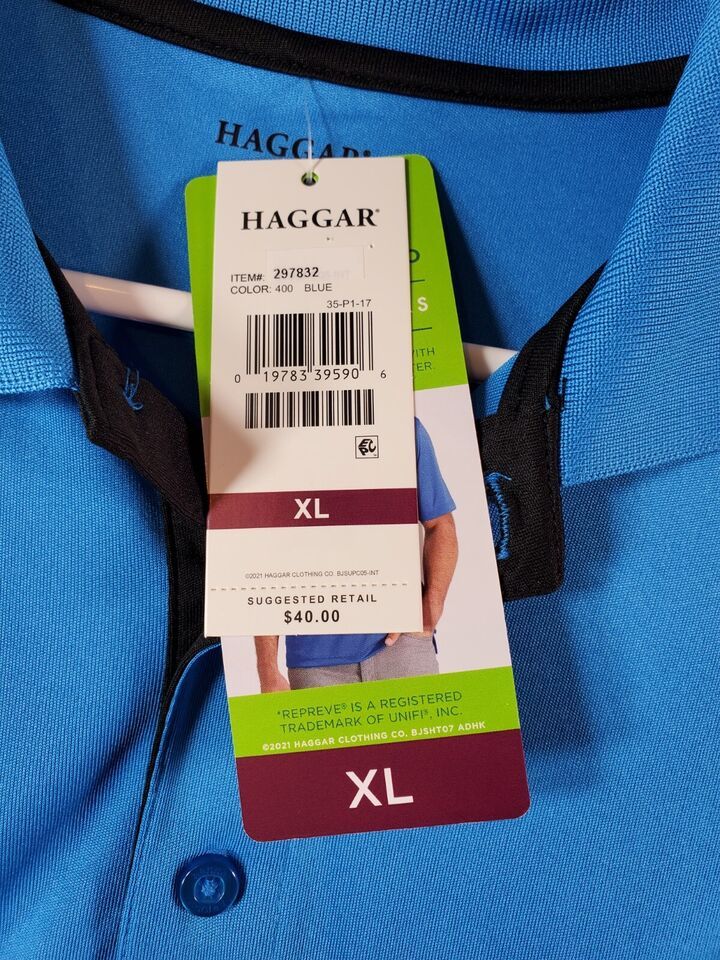 HAGGAR
HAGGAR®
ITEM#: 297832
COLOR: 400 BLUE
35-P1-17
0 19783 39590 6
XL
©2021 HAGGAR CLOTHING CO. BJSUPC05-INT
SUGGESTED RETAIL
$40.00
*REPREVE® IS A REGISTERED
TRADEMARK OF UNIFI®, INC.
©2021 HAGGAR CLOTHING CO. BJSHT07 ADHK
XL